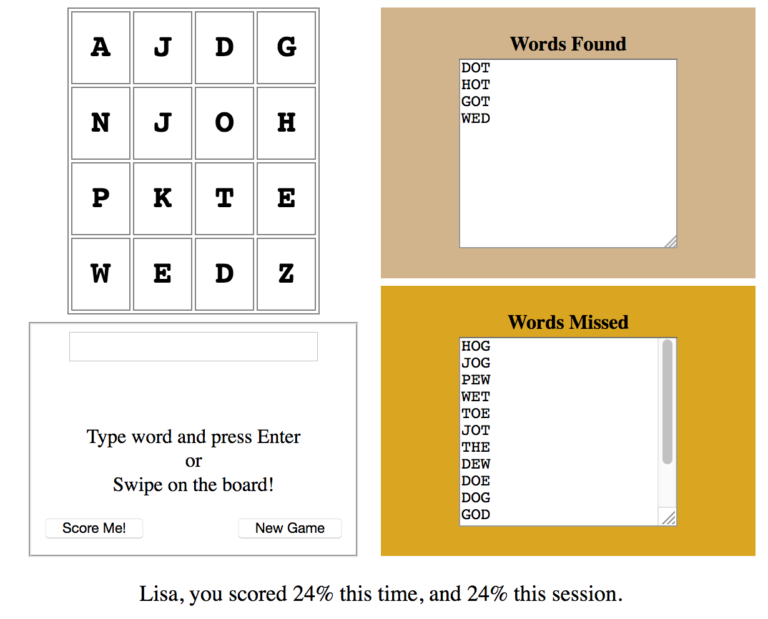 A J D G
N J O H
P K T E
W E D Z
Type word and press Enter
or
Swipe on the board!
Score Me!
New Game
Words Found
DOT
HOT
GOT
WED
Words Missed
HOG
JOG
PEW
WET
TOE
JOT
THE
DEW
DOE
DOG
GOD
Lisa, you scored 24% this time, and 24% this session.